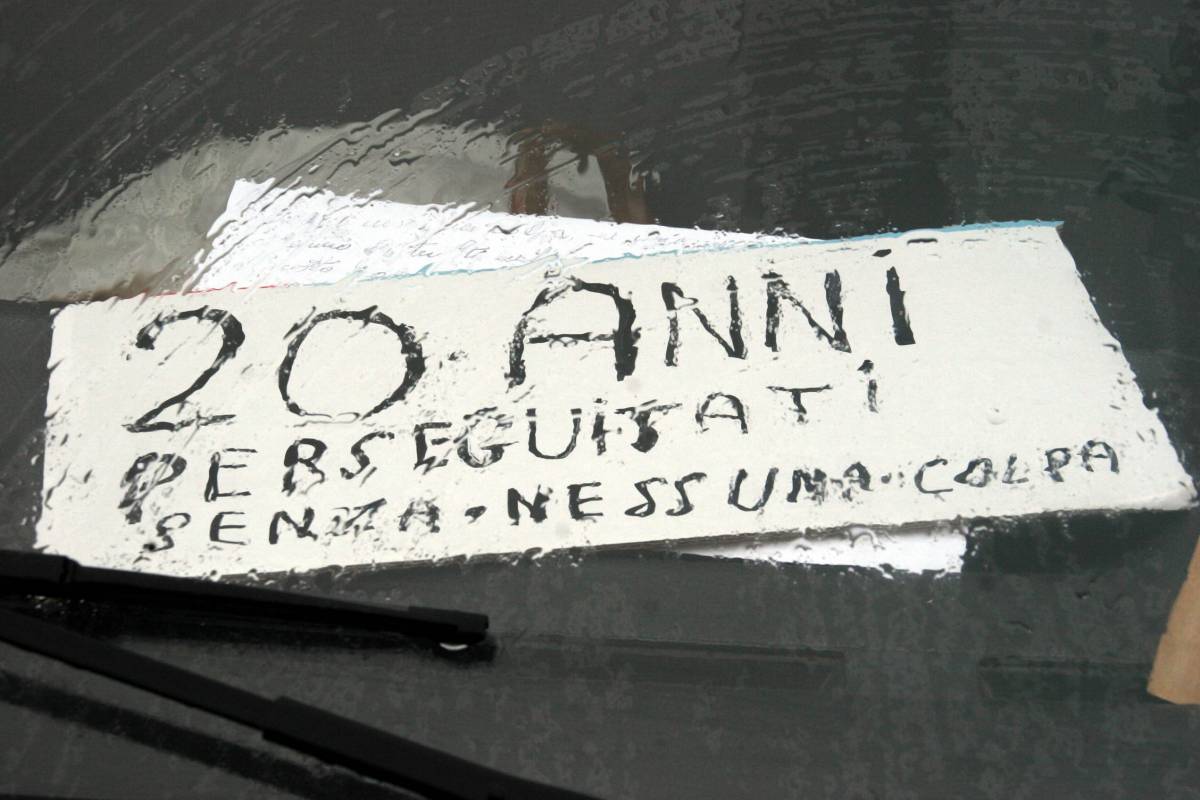 20 ANNI
PERSEGUITATI
SENZA·NESSUNA·COLPA